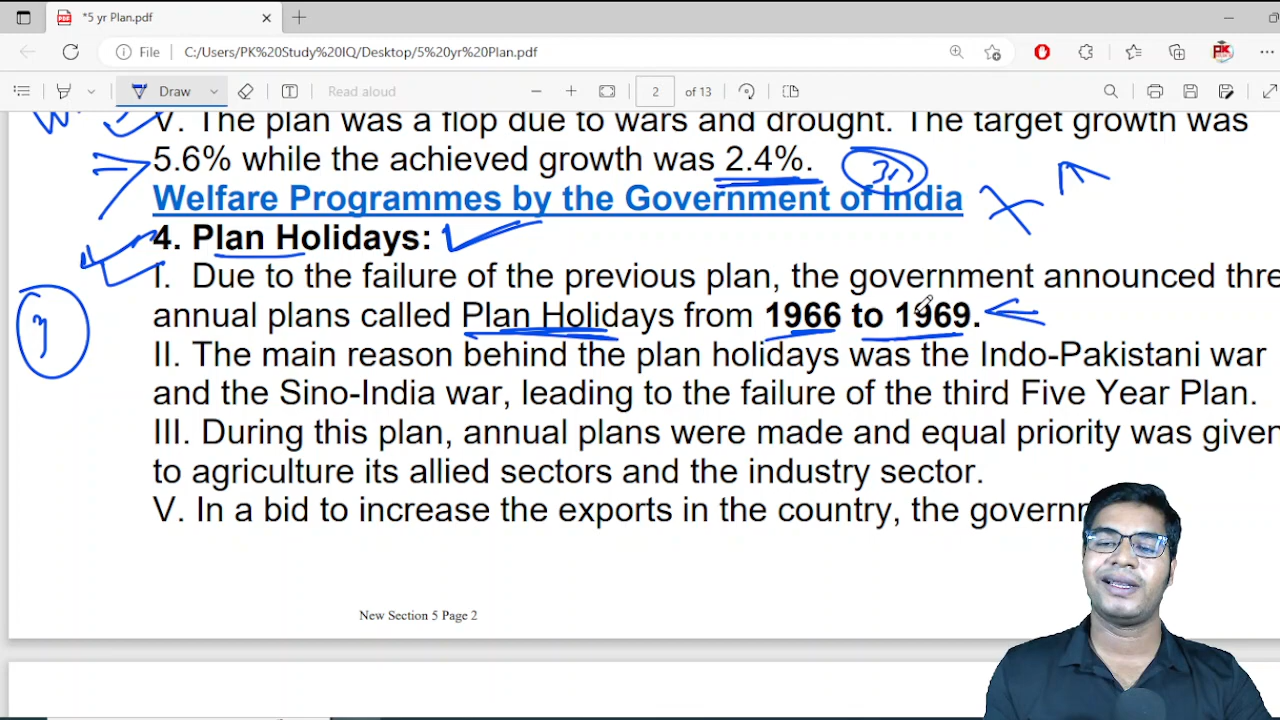 *5 yr Plan.pdf
File C:/Users/PK%20Study%20IQ/Desktop/5%20yr%20Plan.pdf
Draw Read aloud 2 of 13
V. The plan was a flop due to wars and drought. The target growth was
5.6% while the achieved growth was 2.4%.
Welfare Programmes by the Government of India
4. Plan Holidays:
I. Due to the failure of the previous plan, the government announced thre
annual plans called Plan Holidays from 1966 to 1969.
II. The main reason behind the plan holidays was the Indo-Pakistani war
and the Sino-India war, leading to the failure of the third Five Year Plan.
III. During this plan, annual plans were made and equal priority was given
to agriculture its allied sectors and the industry sector.
V. In a bid to increase the exports in the country, the governm
New Section 5 Page 2